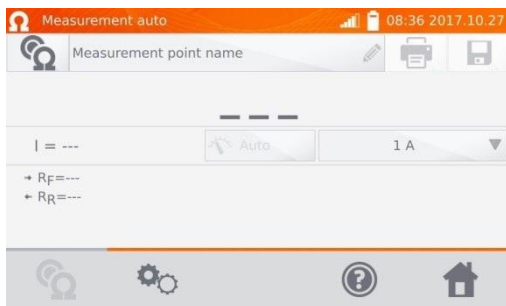 Measurement auto 08:36 2017.10.27
Measurement point name
---
I = --- Auto 1 A
→ RF=---
← RR=---